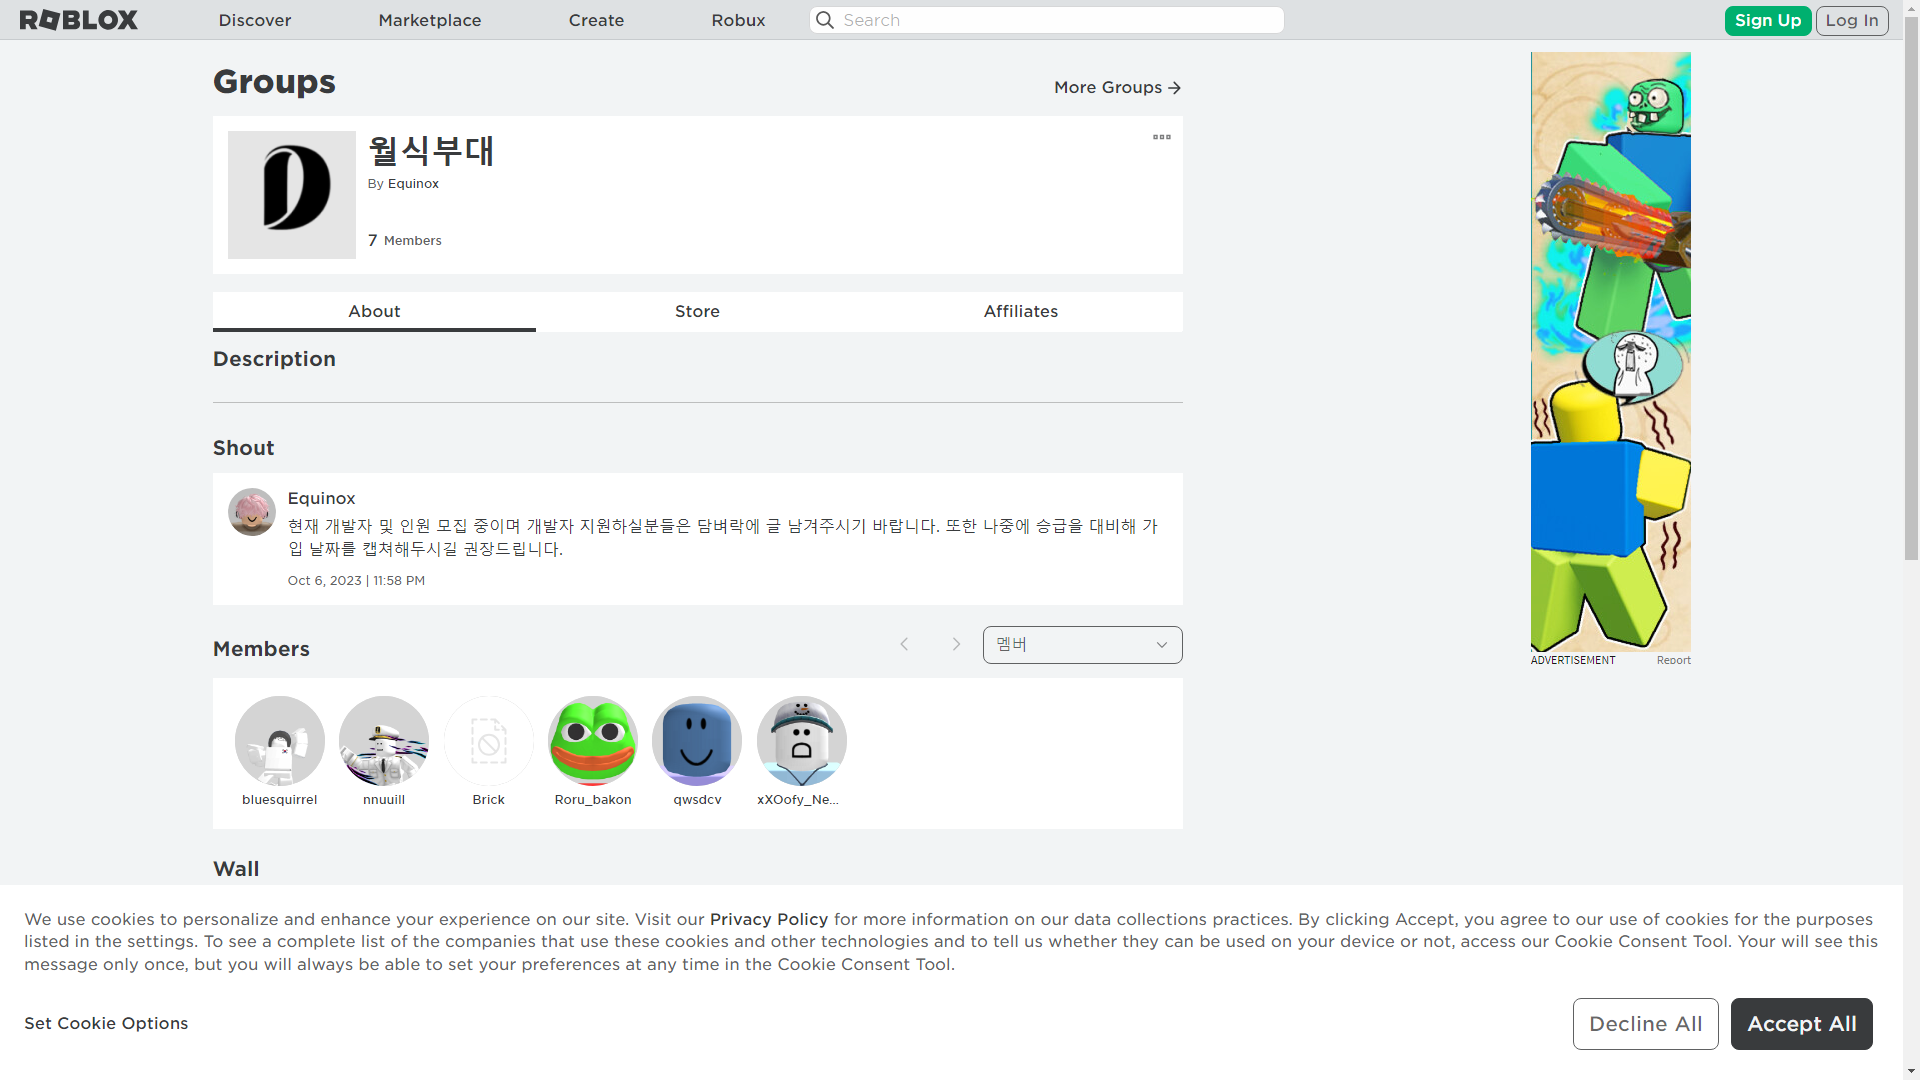 ROBLOX
Discover
Marketplace
Create
Robux
Search
Sign Up
Log In
Groups
More Groups
월식부대
By Equinox
7 Members
About
Store
Affiliates
Description
Shout
Equinox
현재 개발자 및 인원 모집 중이며 개발자 지원하실분들은 담벼락에 글 남겨주시기 바랍니다. 또한 나중에 승급을 대비해 가
입 날짜를 캡쳐해두시길 권장드립니다.
Oct 6, 2023 | 11:58 PM
Members
멤버
bluesquirrel
nnuuill
Brick
Roru_bakon
qwsdcv
xXOofy_Ne...
Wall
ADVERTISEMENT
Report
We use cookies to personalize and enhance your experience on our site. Visit our Privacy Policy for more information on our data collections practices. By clicking Accept, you agree to our use of cookies for the purposes
listed in the settings. To see a complete list of the companies that use these cookies and other technologies and to tell us whether they can be used on your device or not, access our Cookie Consent Tool. Your will see this
message only once, but you will always be able to set your preferences at any time in the Cookie Consent Tool.
Set Cookie Options
Decline All
Accept All